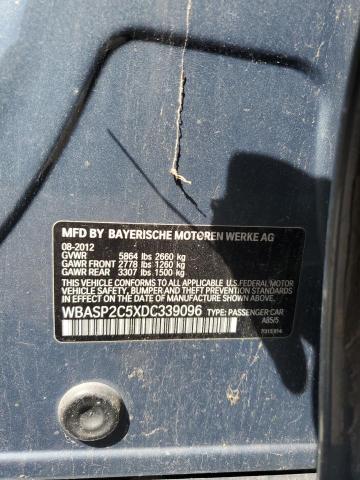 MFD BY BAYERISCHE MOTOREN WERKE AG
08-2012
GVWR 5864 lbs 2660 kg
GAWR FRONT 2778 lbs 1260 kg
GAWR REAR 3307 lbs 1500 kg
THIS VEHICLE CONFORMS TO ALL APPLICABLE U.S. FEDERAL MOTOR
VEHICLE SAFETY, BUMPER, AND THEFT PREVENTION STANDARDS
IN EFFECT ON THE DATE OF MANUFACTURE SHOWN ABOVE.
WBASP2C5XDC339096 TYPE: PASSENGER CAR